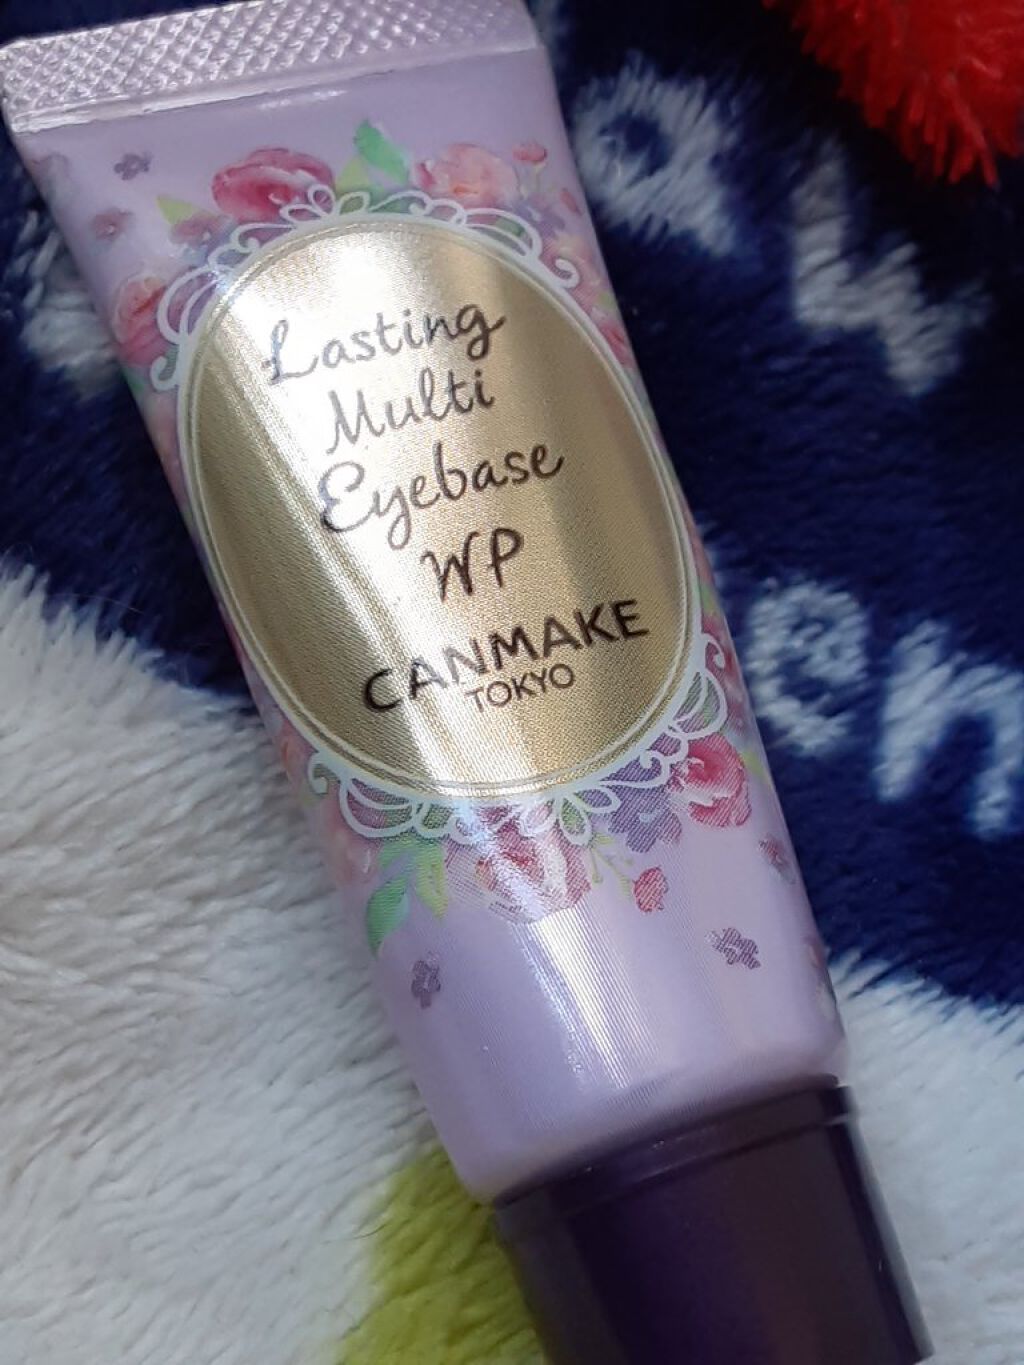 Lasting
Multi
Eyebase
WP
CANMAKE
TOKYO